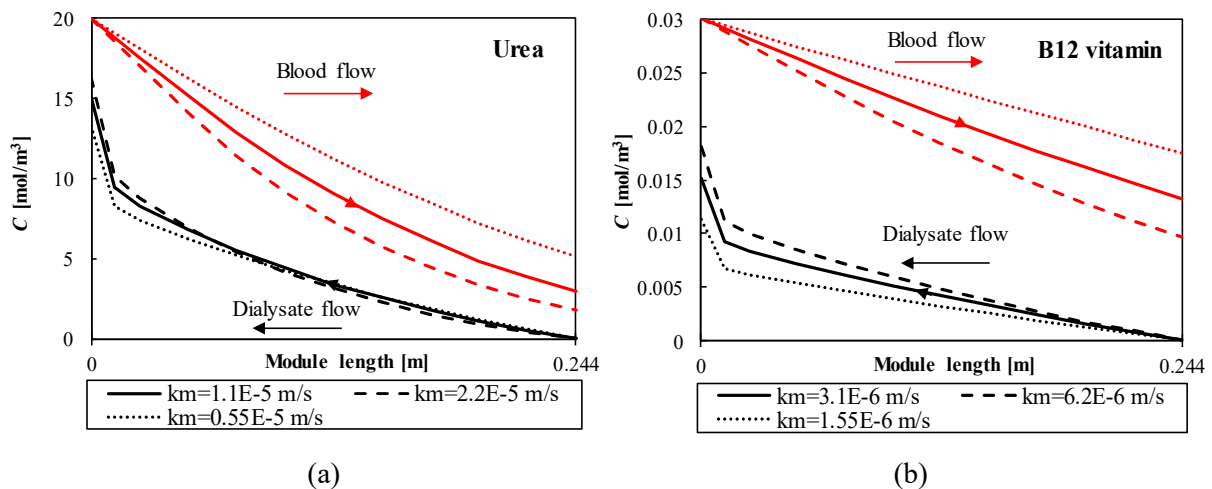 20
Urea
Blood flow
15
C [mol/m³]
10
5
Dialysate flow
0
0
Module length [m]
0.244
km=1.1E-5 m/s
km=2.2E-5 m/s
km=0.55E-5 m/s
(a)
0.03
B12 vitamin
Blood flow
0.025
0.02
C [mol/m³]
0.015
0.01
Dialysate flow
0.005
0
0
Module length [m]
0.244
km=3.1E-6 m/s
km=6.2E-6 m/s
km=1.55E-6 m/s
(b)